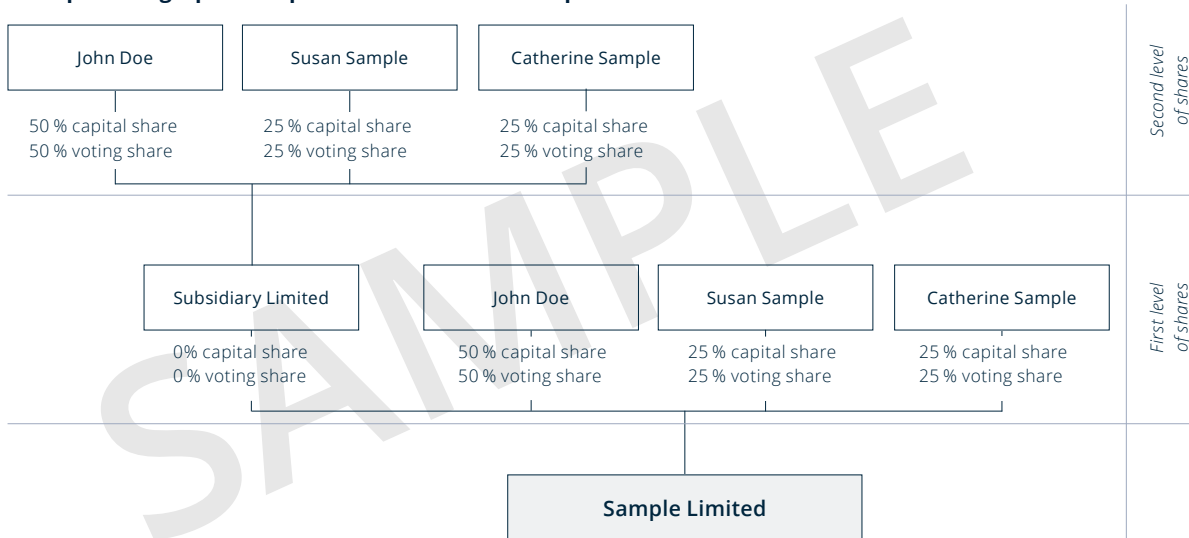 John Doe
Susan Sample
Catherine Sample
50 % capital share
50 % voting share
25 % capital share
25 % voting share
25 % capital share
25 % voting share
Second level
of shares
Subsidiary Limited
John Doe
Susan Sample
Catherine Sample
0% capital share
0 % voting share
50 % capital share
50 % voting share
25 % capital share
25 % voting share
25 % capital share
25 % voting share
First level
of shares
Sample Limited
SAMPLE